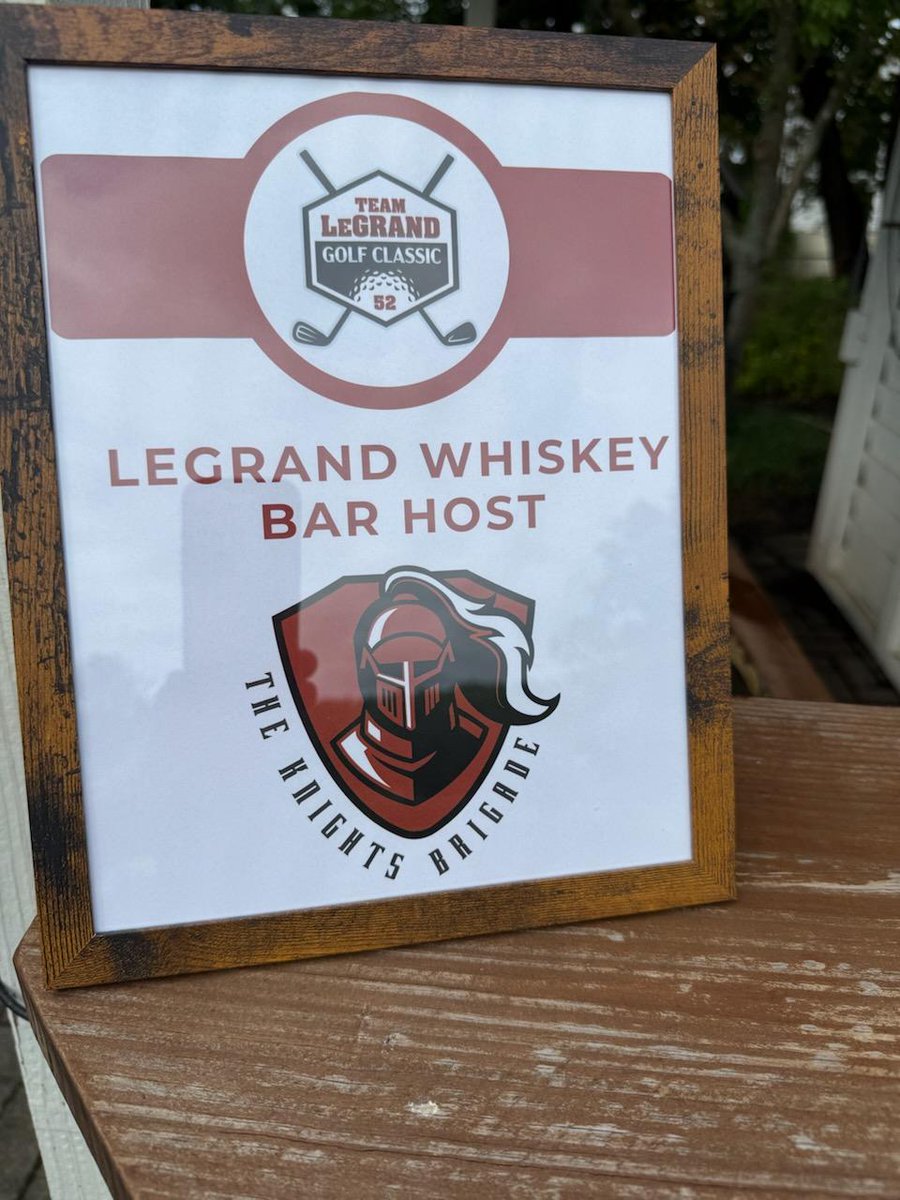 TEAM
LEGRAND
GOLF CLASSIC
52
LEGRAND WHISKEY
BAR HOST
THE KNIGHTS BRIGADE